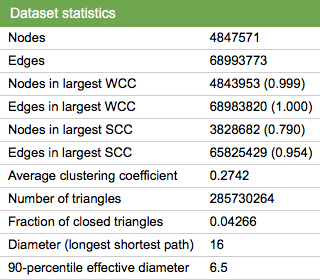 Dataset statistics
Nodes 4847571
Edges 68993773
Nodes in largest WCC 4843953 (0.999)
Edges in largest WCC 68983820 (1.000)
Nodes in largest SCC 3828682 (0.790)
Edges in largest SCC 65825429 (0.954)
Average clustering coefficient 0.2742
Number of triangles 285730264
Fraction of closed triangles 0.04266
Diameter (longest shortest path) 16
90-percentile effective diameter 6.5